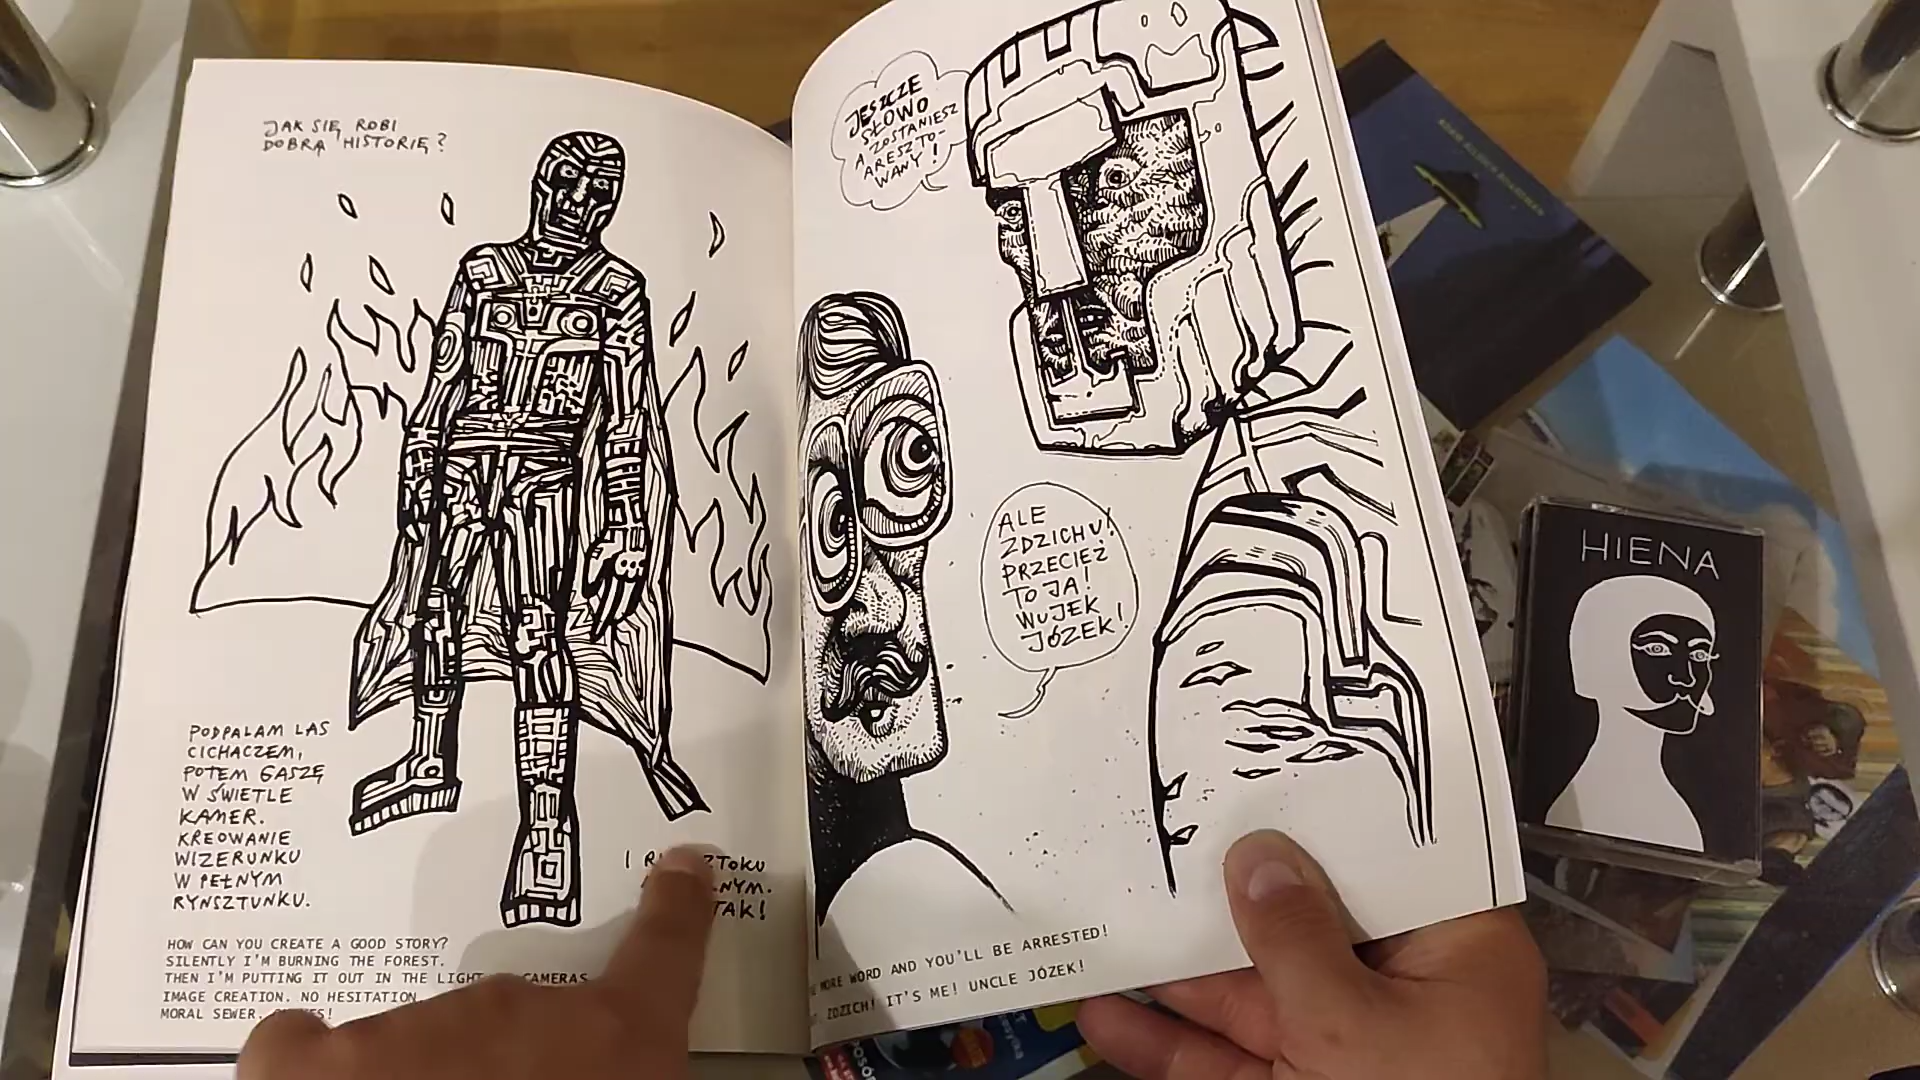 JAK SIĘ ROBI
DOBRĄ HISTORIĘ?
PODPALAM LAS
CICHACZEM,
POTEM GASZĘ
W ŚWIETLE
KAMER.
KREOWANIE
WIZERUNKU
W PEŁNYM
RYNSZTUNKU.
I
TAK!
HOW CAN YOU CREATE A GOOD STORY?
SILENTLY I'M BURNING THE FOREST.
THEN I'M PUTTING IT OUT IN THE LIGHT CAMERAS
IMAGE CREATION. NO HESITATION.
MORAL SEWER.
JESZCZE
SŁOWO
A ZOSTANIESZ
ARESZTO-
WANY!
ALE
ZDZICHU!
PRZECIEŻ
TO JA!
WUJEK
JÓZEK!
MORE WORD AND YOU'LL BE ARRESTED!
ZDZICH! IT'S ME! UNCLE JÓZEK!
HIENA